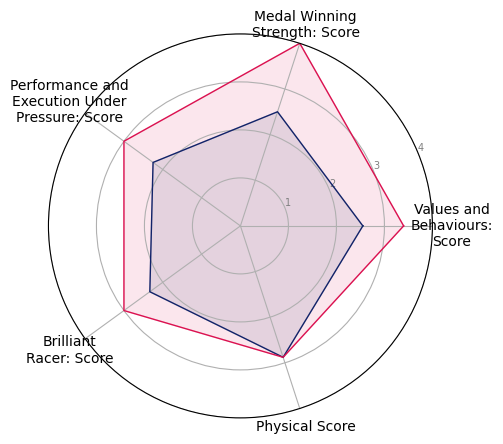 Medal Winning
Strength: Score
Performance and
Execution Under
Pressure: Score
4
3
2
1
Values and
Behaviours:
Score
Brilliant
Racer: Score
Physical Score